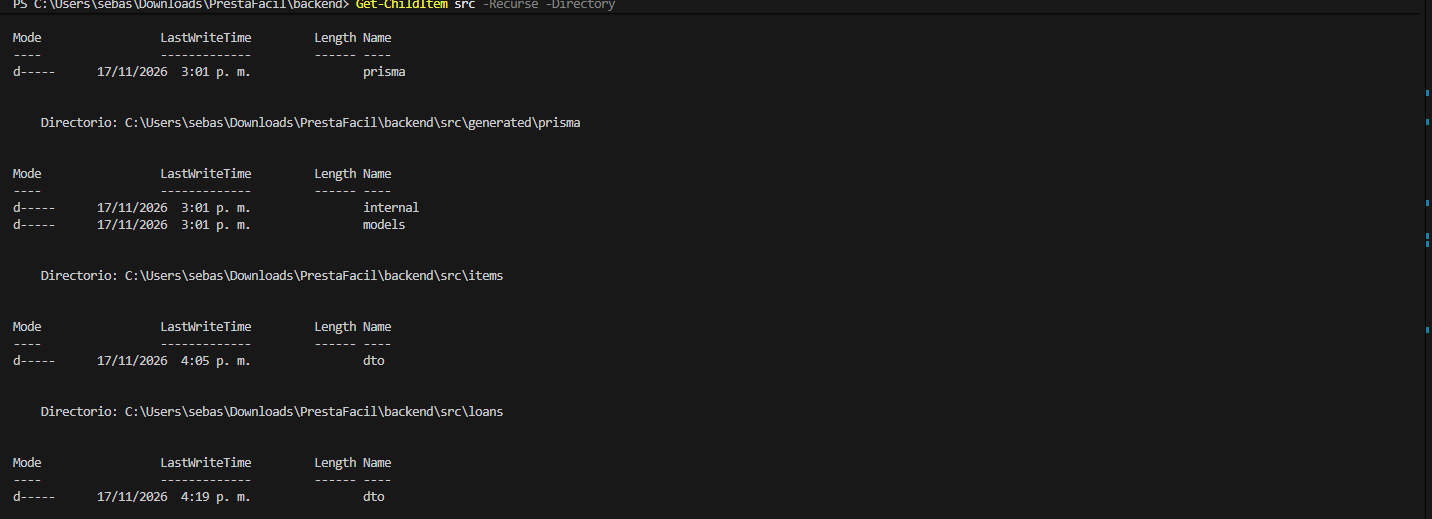 PS C:\Users\sebas\Downloads\PrestaFacil\backend> Get-ChildItem src -Recurse -Directory
Mode                 LastWriteTime         Length Name
----                 -------------         ------ ----
d-----      17/11/2026  3:01 p. m.                prisma
    Directorio: C:\Users\sebas\Downloads\PrestaFacil\backend\src\generated\prisma
Mode                 LastWriteTime         Length Name
----                 -------------         ------ ----
d-----      17/11/2026  3:01 p. m.                internal
d-----      17/11/2026  3:01 p. m.                models
    Directorio: C:\Users\sebas\Downloads\PrestaFacil\backend\src\items
Mode                 LastWriteTime         Length Name
----                 -------------         ------ ----
d-----      17/11/2026  4:05 p. m.                dto
    Directorio: C:\Users\sebas\Downloads\PrestaFacil\backend\src\loans
Mode                 LastWriteTime         Length Name
----                 -------------         ------ ----
d-----      17/11/2026  4:19 p. m.                dto